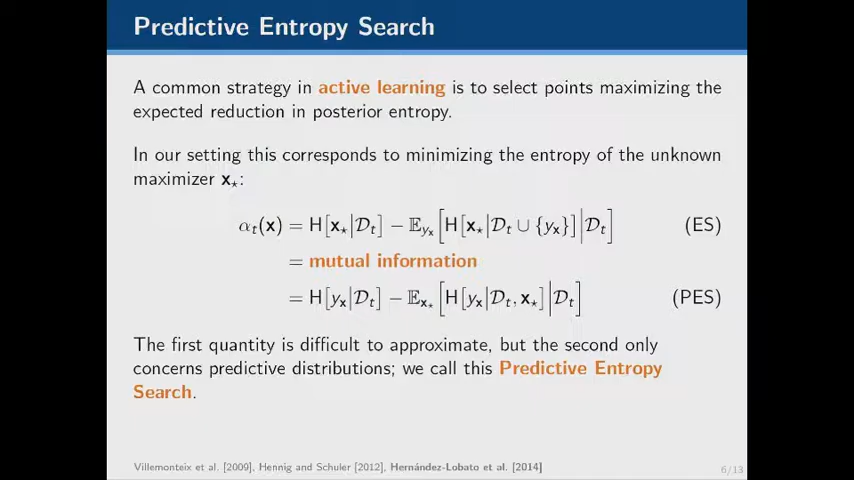 Predictive Entropy Search
A common strategy in active learning is to select points maximizing the
expected reduction in posterior entropy.
In our setting this corresponds to minimizing the entropy of the unknown
maximizer x⋆:
αₜ(x) = H[x⋆|𝒟ₜ] − 𝔼_{yₓ}[H[x⋆|𝒟ₜ ∪ {yₓ}]|𝒟ₜ] (ES)
= mutual information
= H[yₓ|𝒟ₜ] − 𝔼_{x⋆}[H[yₓ|𝒟ₜ, x⋆]|𝒟ₜ] (PES)
The first quantity is difficult to approximate, but the second only
concerns predictive distributions; we call this Predictive Entropy
Search.
Villemonteix et al. [2009], Hennig and Schuler [2012], Hernández-Lobato et al. [2014]
6/13